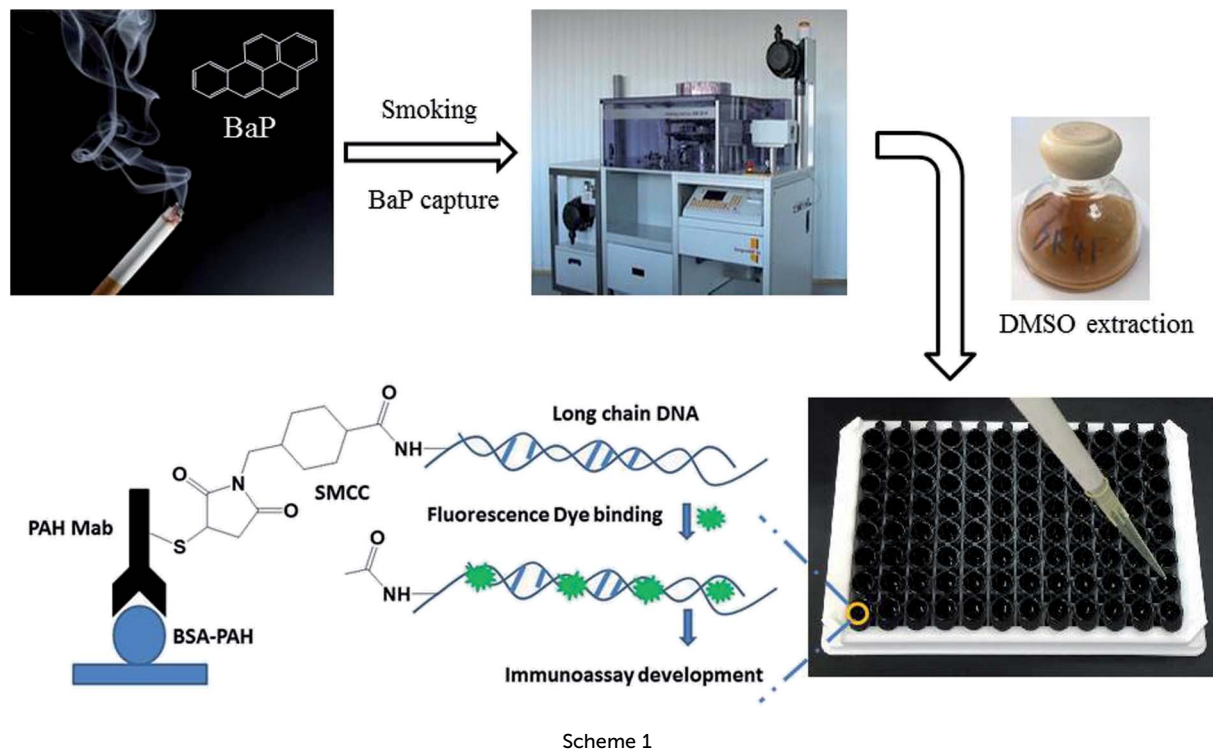 BaP
Smoking
BaP capture
SR4F
DMSO extraction
O
NH
Long chain DNA
O
N
O
SMCC
PAH Mab
S
Fluorescence Dye binding
O
NH
BSA-PAH
Immunoassay development
Scheme 1